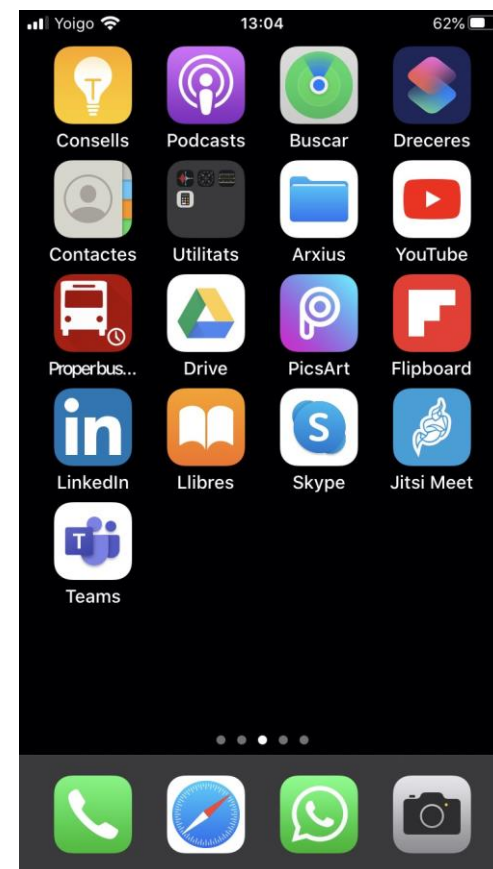 Yoigo 13:04 62%
Consells Podcasts Buscar Dreceres
Contactes Utilitats Arxius YouTube
Properbus... Drive PicsArt Flipboard
in
LinkedIn Llibres Skype Jitsi Meet
T
Teams